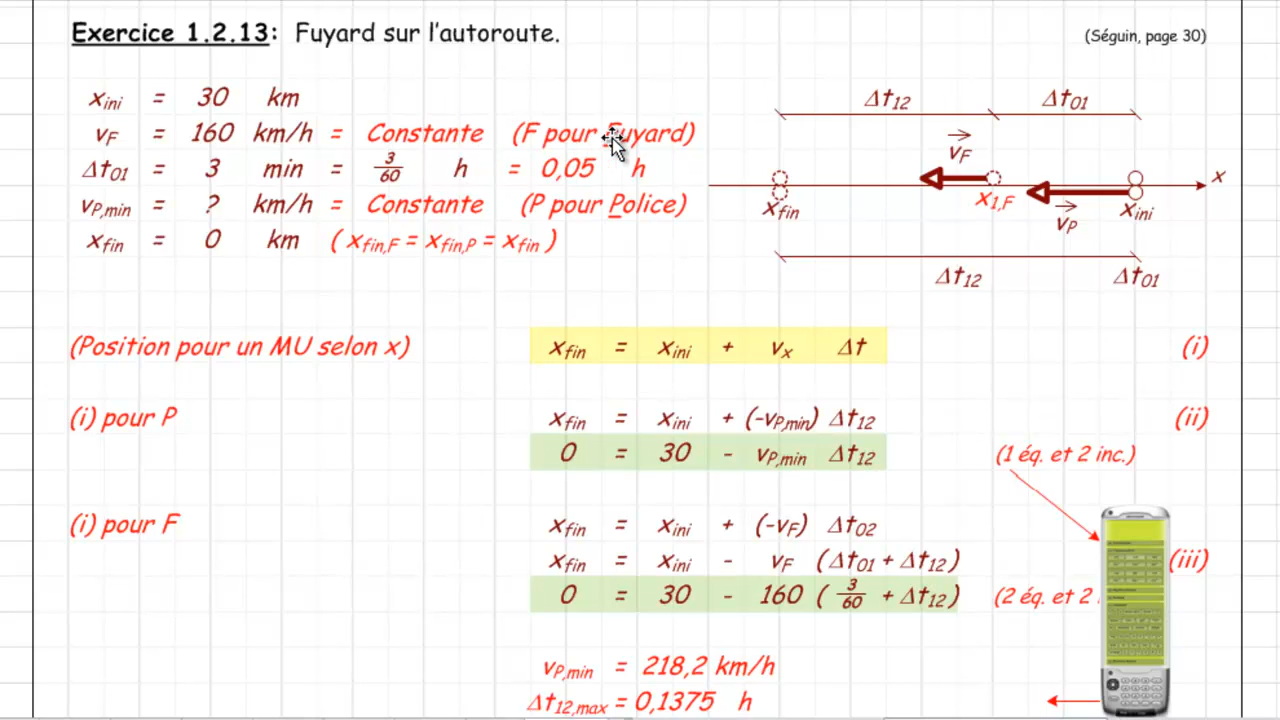 Exercice 1.2.13: Fuyard sur l'autoroute.
(Séguin, page 30)
x_ini = 30 km
v_F = 160 km/h = Constante (F pour Fuyard)
Δt_01 = 3 min = 3/60 h = 0,05 h
v_P,min = ? km/h = Constante (P pour Police)
x_fin = 0 km ( x_fin,F = x_fin,P = x_fin )
Δt_12 Δt_01
v_F
x
x_fin x_1,F x_ini
v_P
Δt_12 Δt_01
(Position pour un MU selon x) x_fin = x_ini + v_x Δt (i)
(i) pour P x_fin = x_ini + (-v_P,min) Δt_12 (ii)
0 = 30 - v_P,min Δt_12 (1 éq. et 2 inc.)
(i) pour F x_fin = x_ini + (-v_F) Δt_02
x_fin = x_ini - v_F (Δt_01 + Δt_12) (iii)
0 = 30 - 160 ( 3/60 + Δt_12) (2 éq. et 2
v_P,min = 218,2 km/h
Δt_12,max = 0,1375 h